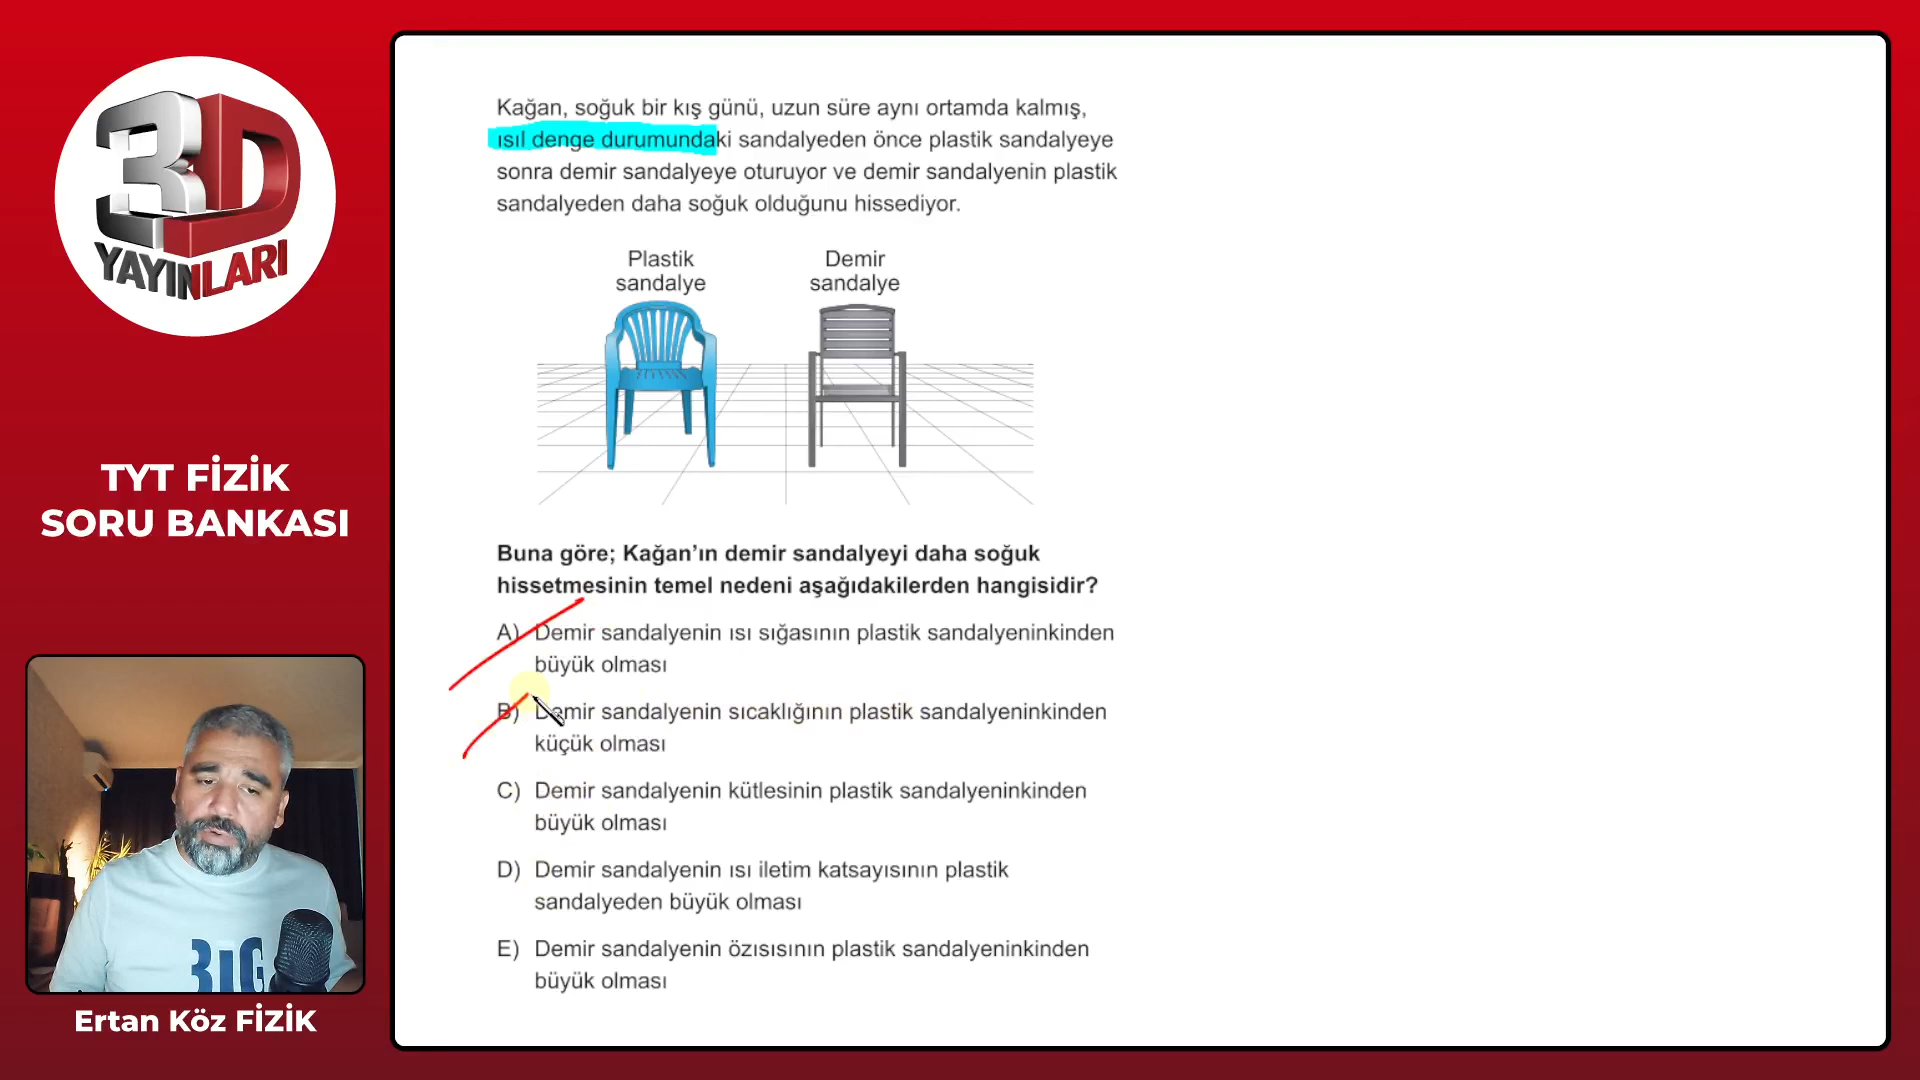 3D
YAYINLARI
TYT FİZİK
SORU BANKASI
BİG
Ertan Köz FİZİK
Kağan, soğuk bir kış günü, uzun süre aynı ortamda kalmış,
ısıl denge durumundaki sandalyeden önce plastik sandalyeye
sonra demir sandalyeye oturuyor ve demir sandalyenin plastik
sandalyeden daha soğuk olduğunu hissediyor.
Plastik
sandalye
Demir
sandalye
Buna göre; Kağan’ın demir sandalyeyi daha soğuk
hissetmesinin temel nedeni aşağıdakilerden hangisidir?
A) Demir sandalyenin ısı sığasının plastik sandalyeninkinden
büyük olması
B) Demir sandalyenin sıcaklığının plastik sandalyeninkinden
küçük olması
C) Demir sandalyenin kütlesinin plastik sandalyeninkinden
büyük olması
D) Demir sandalyenin ısı iletim katsayısının plastik
sandalyeden büyük olması
E) Demir sandalyenin özısısının plastik sandalyeninkinden
büyük olması